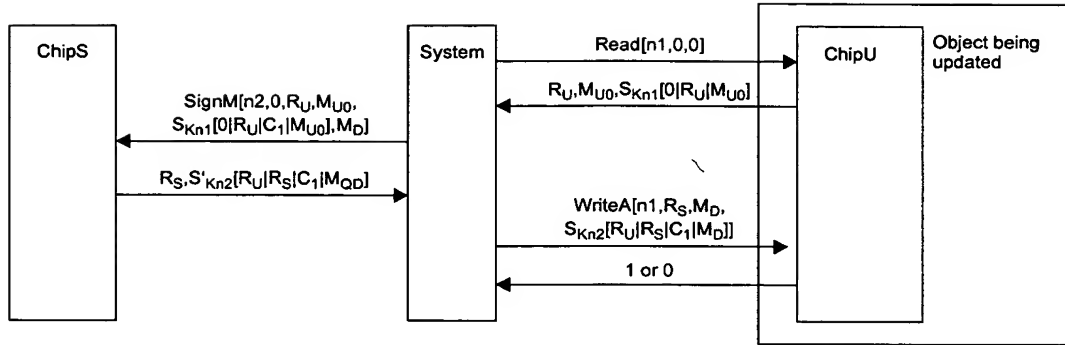 ChipS
System
ChipU
Object being
updated
Read[n1,0,0]
R_U,M_U0,S_Kn1[0|R_U|M_U0]
SignM[n2,0,R_U,M_U0,
S_Kn1[0|R_U|C_1|M_U0],M_D]
R_S,S'_Kn2[R_U|R_S|C_1|M_QD]
WriteA[n1,R_S,M_D,
S_Kn2[R_U|R_S|C_1|M_D]]
1 or 0